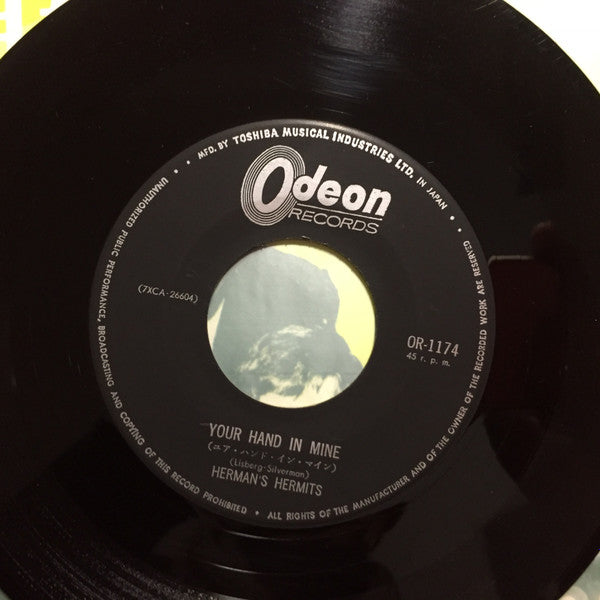 • • MFD. BY TOSHIBA MUSICAL INDUSTRIES LTD. IN JAPAN • •
Odeon
RECORDS
(7XCA-26604)
OR-1174
45 r. p. m.
YOUR HAND IN MINE
(ユア・ハンド・イン・マイン)
(Lisberg-Silverman)
HERMAN'S HERMITS
UNAUTHORIZED PUBLIC PERFORMANCE, BROADCASTING AND COPYING OF THIS RECORD PROHIBITED • ALL RIGHTS OF THE MANUFACTURER AND OF THE OWNER OF THE RECORDED WORK ARE RESERVED